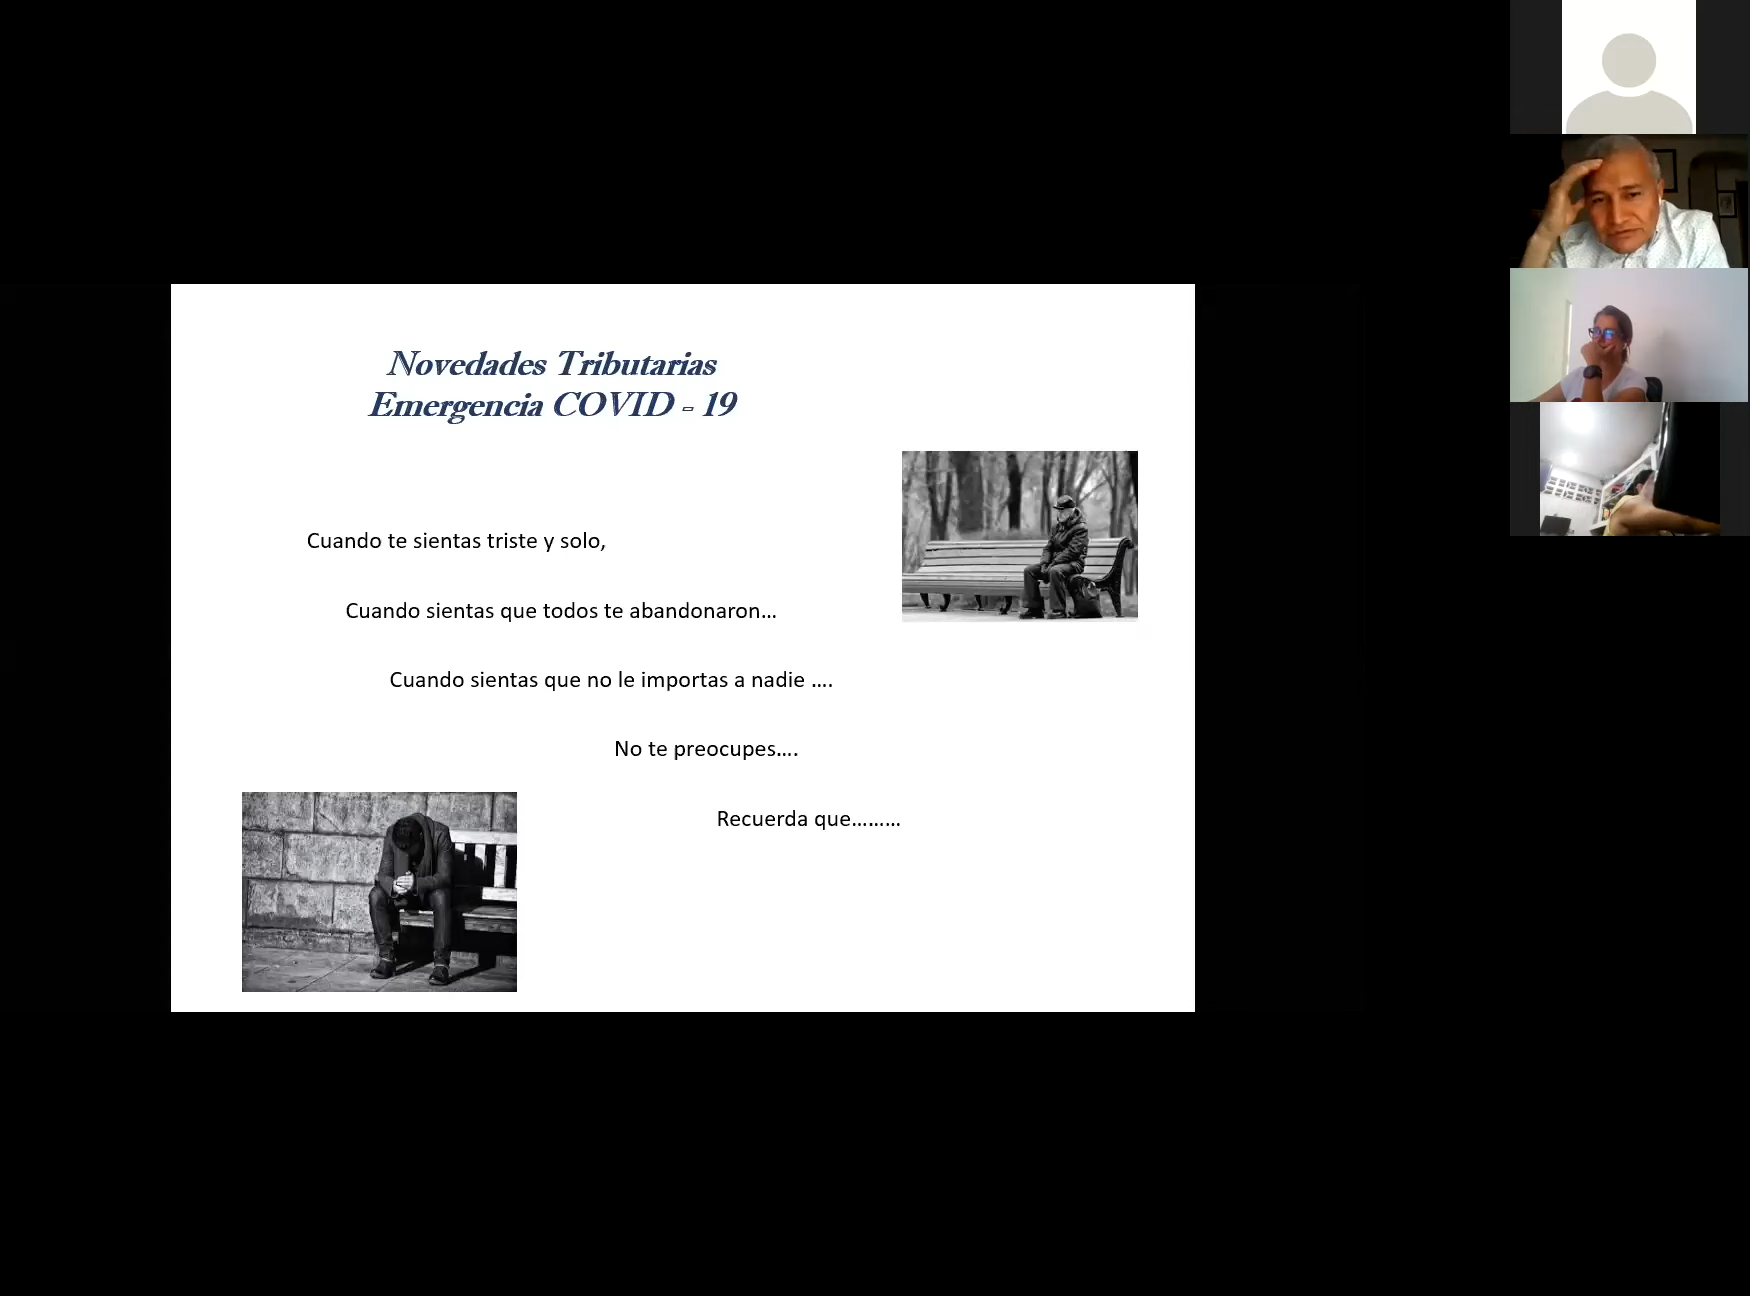 Novedades Tributarias
Emergencia COVID - 19
Cuando te sientas triste y solo,
Cuando sientas que todos te abandonaron...
Cuando sientas que no le importas a nadie ....
No te preocupes....
Recuerda que.........